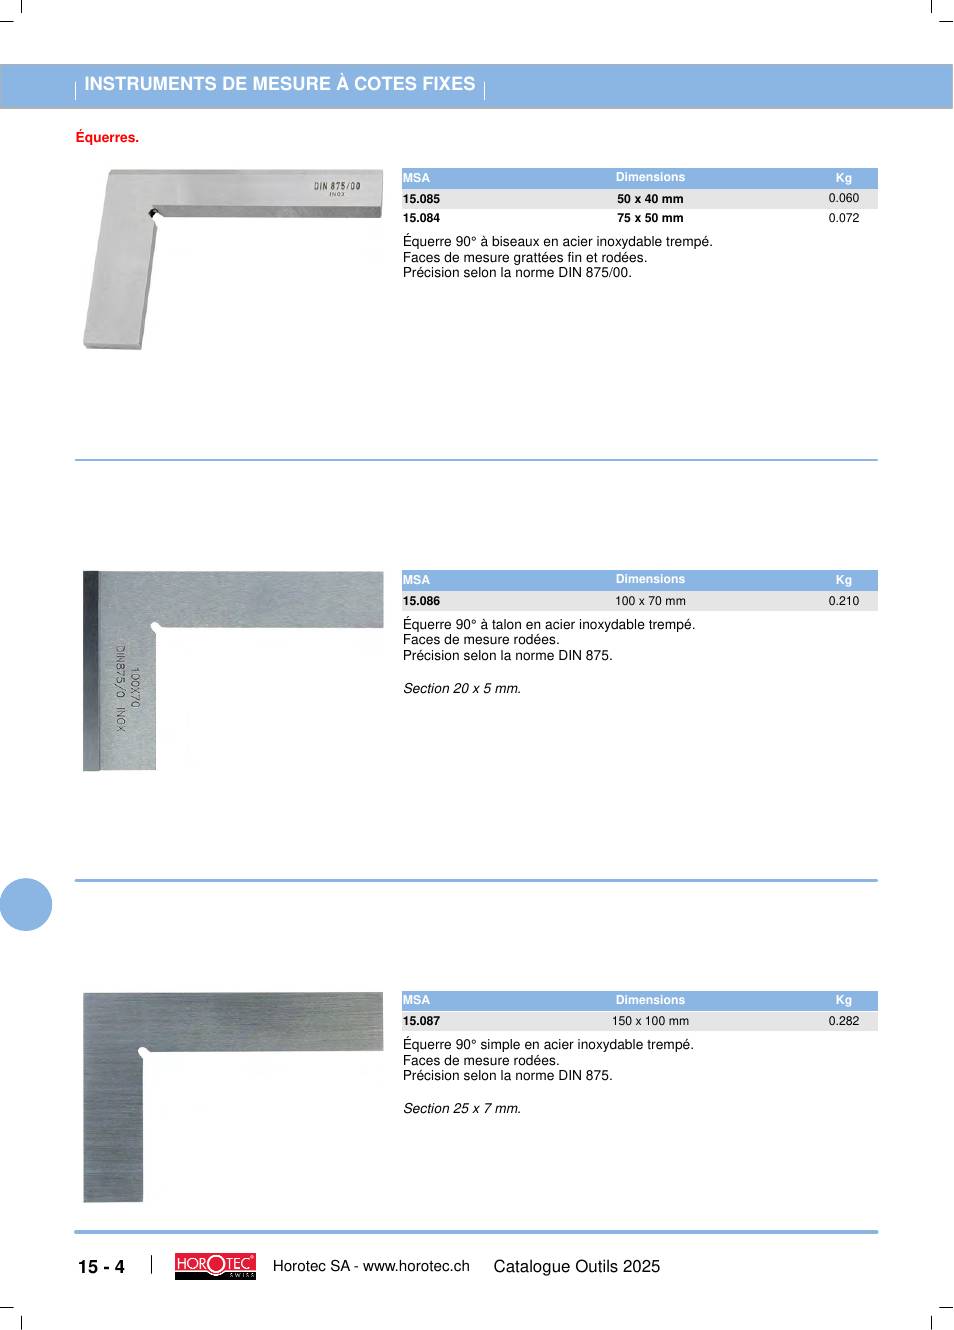 INSTRUMENTS DE MESURE À COTES FIXES
Équerres.
DIN 875/00
INOX
MSA Dimensions Kg
15.085 50 x 40 mm 0.060
15.084 75 x 50 mm 0.072
Équerre 90° à biseaux en acier inoxydable trempé.
Faces de mesure grattées fin et rodées.
Précision selon la norme DIN 875/00.
100X70
DIN875/0 INOX
MSA Dimensions Kg
15.086 100 x 70 mm 0.210
Équerre 90° à talon en acier inoxydable trempé.
Faces de mesure rodées.
Précision selon la norme DIN 875.
Section 20 x 5 mm.
MSA Dimensions Kg
15.087 150 x 100 mm 0.282
Équerre 90° simple en acier inoxydable trempé.
Faces de mesure rodées.
Précision selon la norme DIN 875.
Section 25 x 7 mm.
15 - 4 HOROTEC® SWISS Horotec SA - www.horotec.ch Catalogue Outils 2025